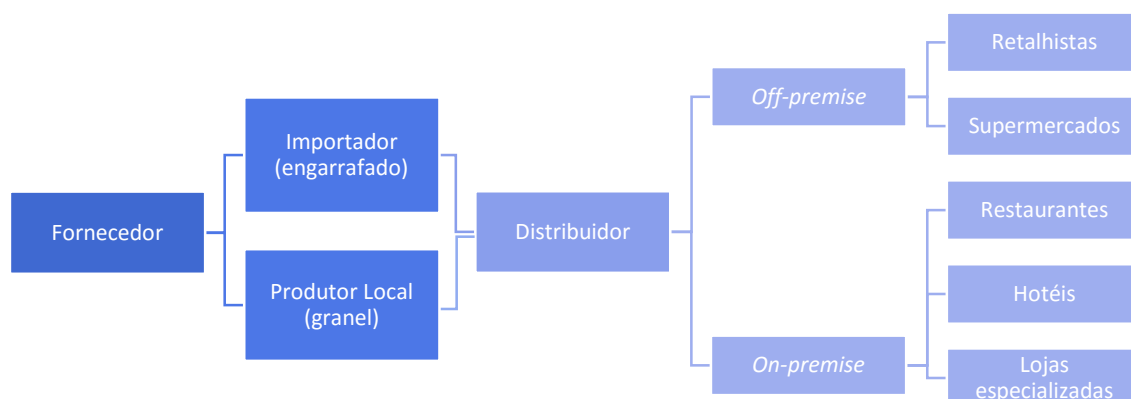 Fornecedor
Importador
(engarrafado)
Produtor Local
(granel)
Distribuidor
Off-premise
Retalhistas
Supermercados
On-premise
Restaurantes
Hotéis
Lojas
especializadas